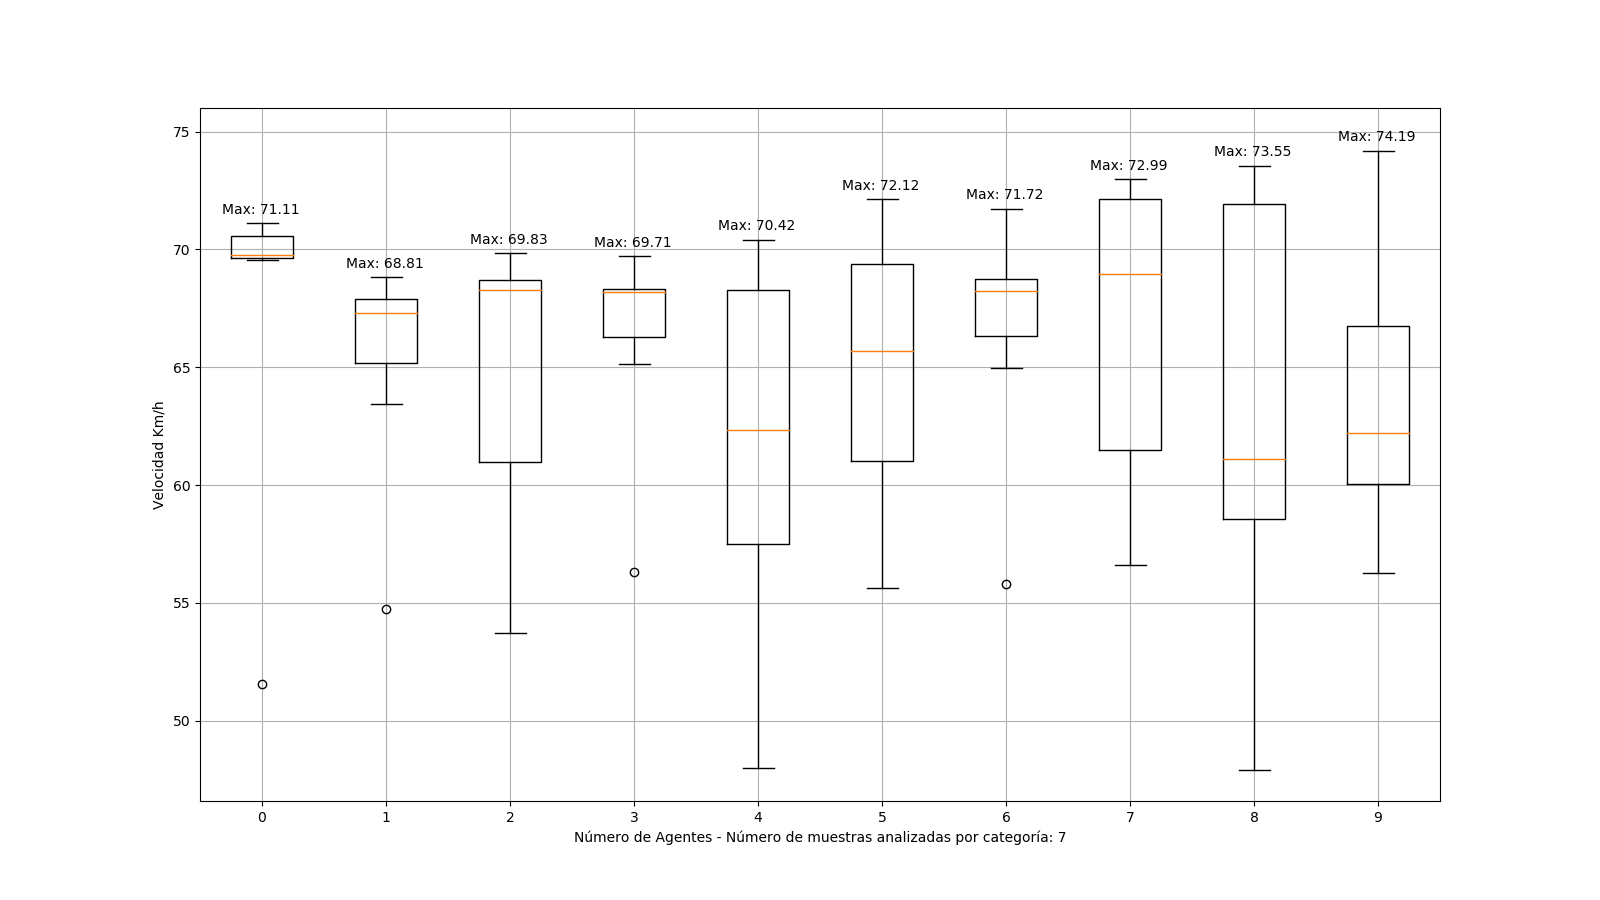 75
70
65
60
55
50
Velocidad Km/h
Max: 71.11
Max: 68.81
Max: 69.83
Max: 69.71
Max: 70.42
Max: 72.12
Max: 71.72
Max: 72.99
Max: 73.55
Max: 74.19
0 1 2 3 4 5 6 7 8 9
Número de Agentes - Número de muestras analizadas por categoría: 7